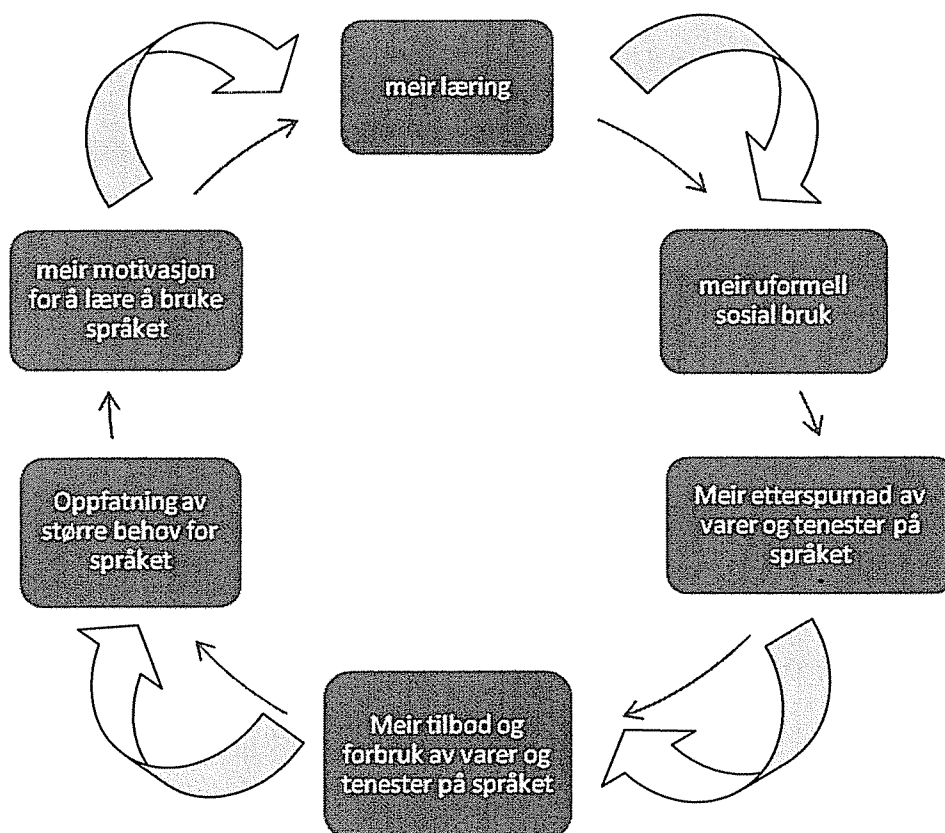 meir læring
meir uformell
sosial bruk
Meir etterspurnad av
varer og tenester på
språket
Meir tilbod og
forbruk av varer og
tenester på språket
Oppfatning av
større behov for
språket
meir motivasjon
for å lære å bruke
språket